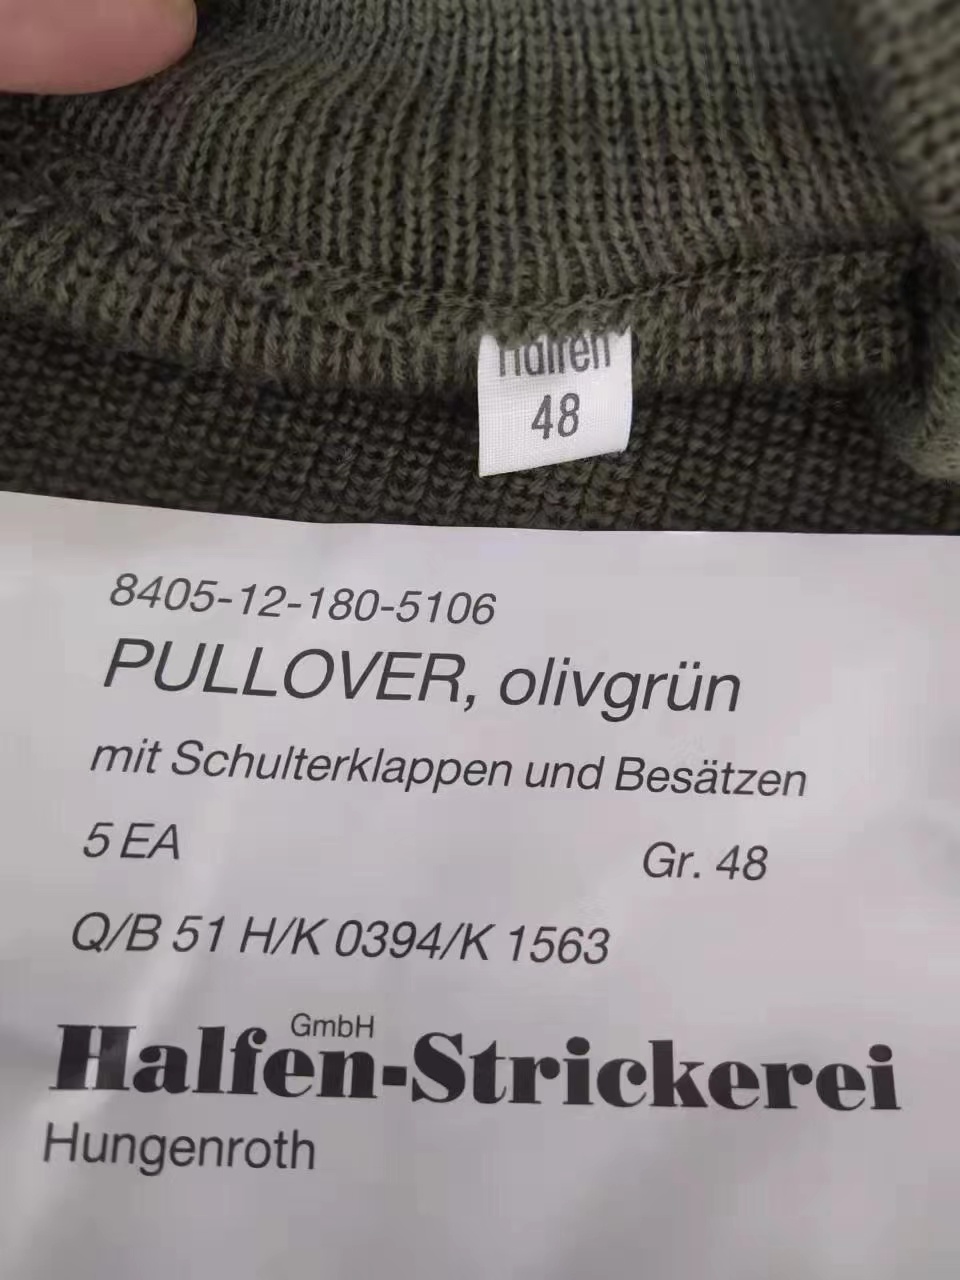 Halfen
48
8405-12-180-5106
PULLOVER, olivgrün
mit Schulterklappen und Besätzen
5 EA Gr. 48
Q/B 51 H/K 0394/K 1563
GmbH
Halfen-Strickerei
Hungenroth